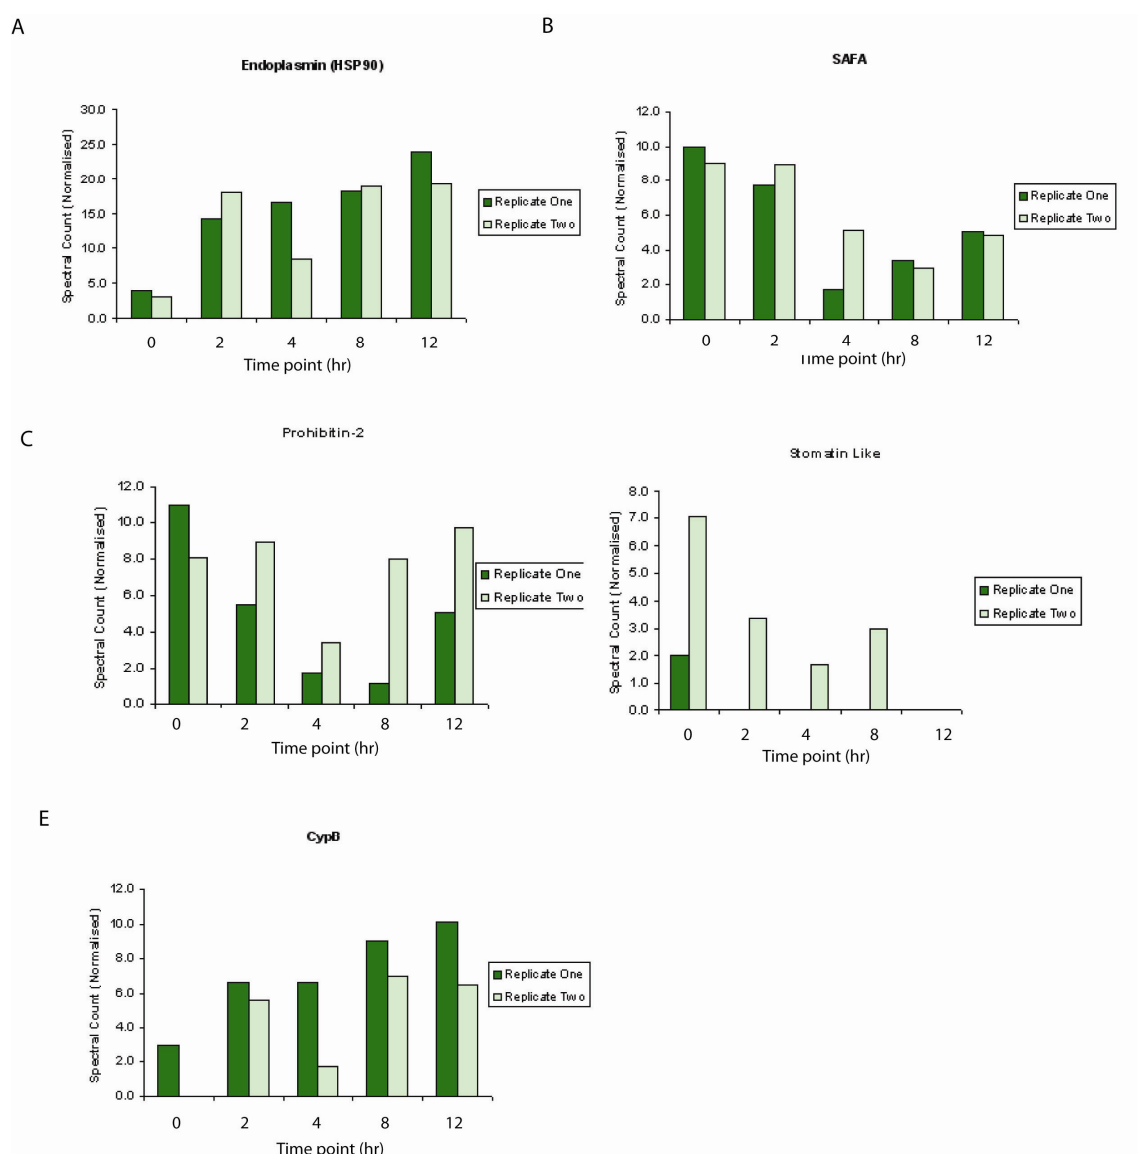 A
Endoplasmin (HSP90)
Spectral Count (Normalised)
30.0
25.0
20.0
15.0
10.0
5.0
0.0
0 2 4 8 12
Time point (hr)
Replicate One
Replicate Two
B
SAFA
Spectral Count (Normalised)
12.0
10.0
8.0
6.0
4.0
2.0
0.0
0 2 4 8 12
Time point (hr)
Replicate One
Replicate Two
C
Prohibitin-2
Spectral Count (Normalised)
12.0
10.0
8.0
6.0
4.0
2.0
0.0
0 2 4 8 12
Time point (hr)
Replicate One
Replicate Two
Stomatin Like
Spectral Count (Normalised)
8.0
7.0
6.0
5.0
4.0
3.0
2.0
1.0
0.0
0 2 4 8 12
Time point (hr)
Replicate One
Replicate Two
E
CypB
Spectral Count (Normalised)
12.0
10.0
8.0
6.0
4.0
2.0
0.0
0 2 4 8 12
Time point (hr)
Replicate One
Replicate Two